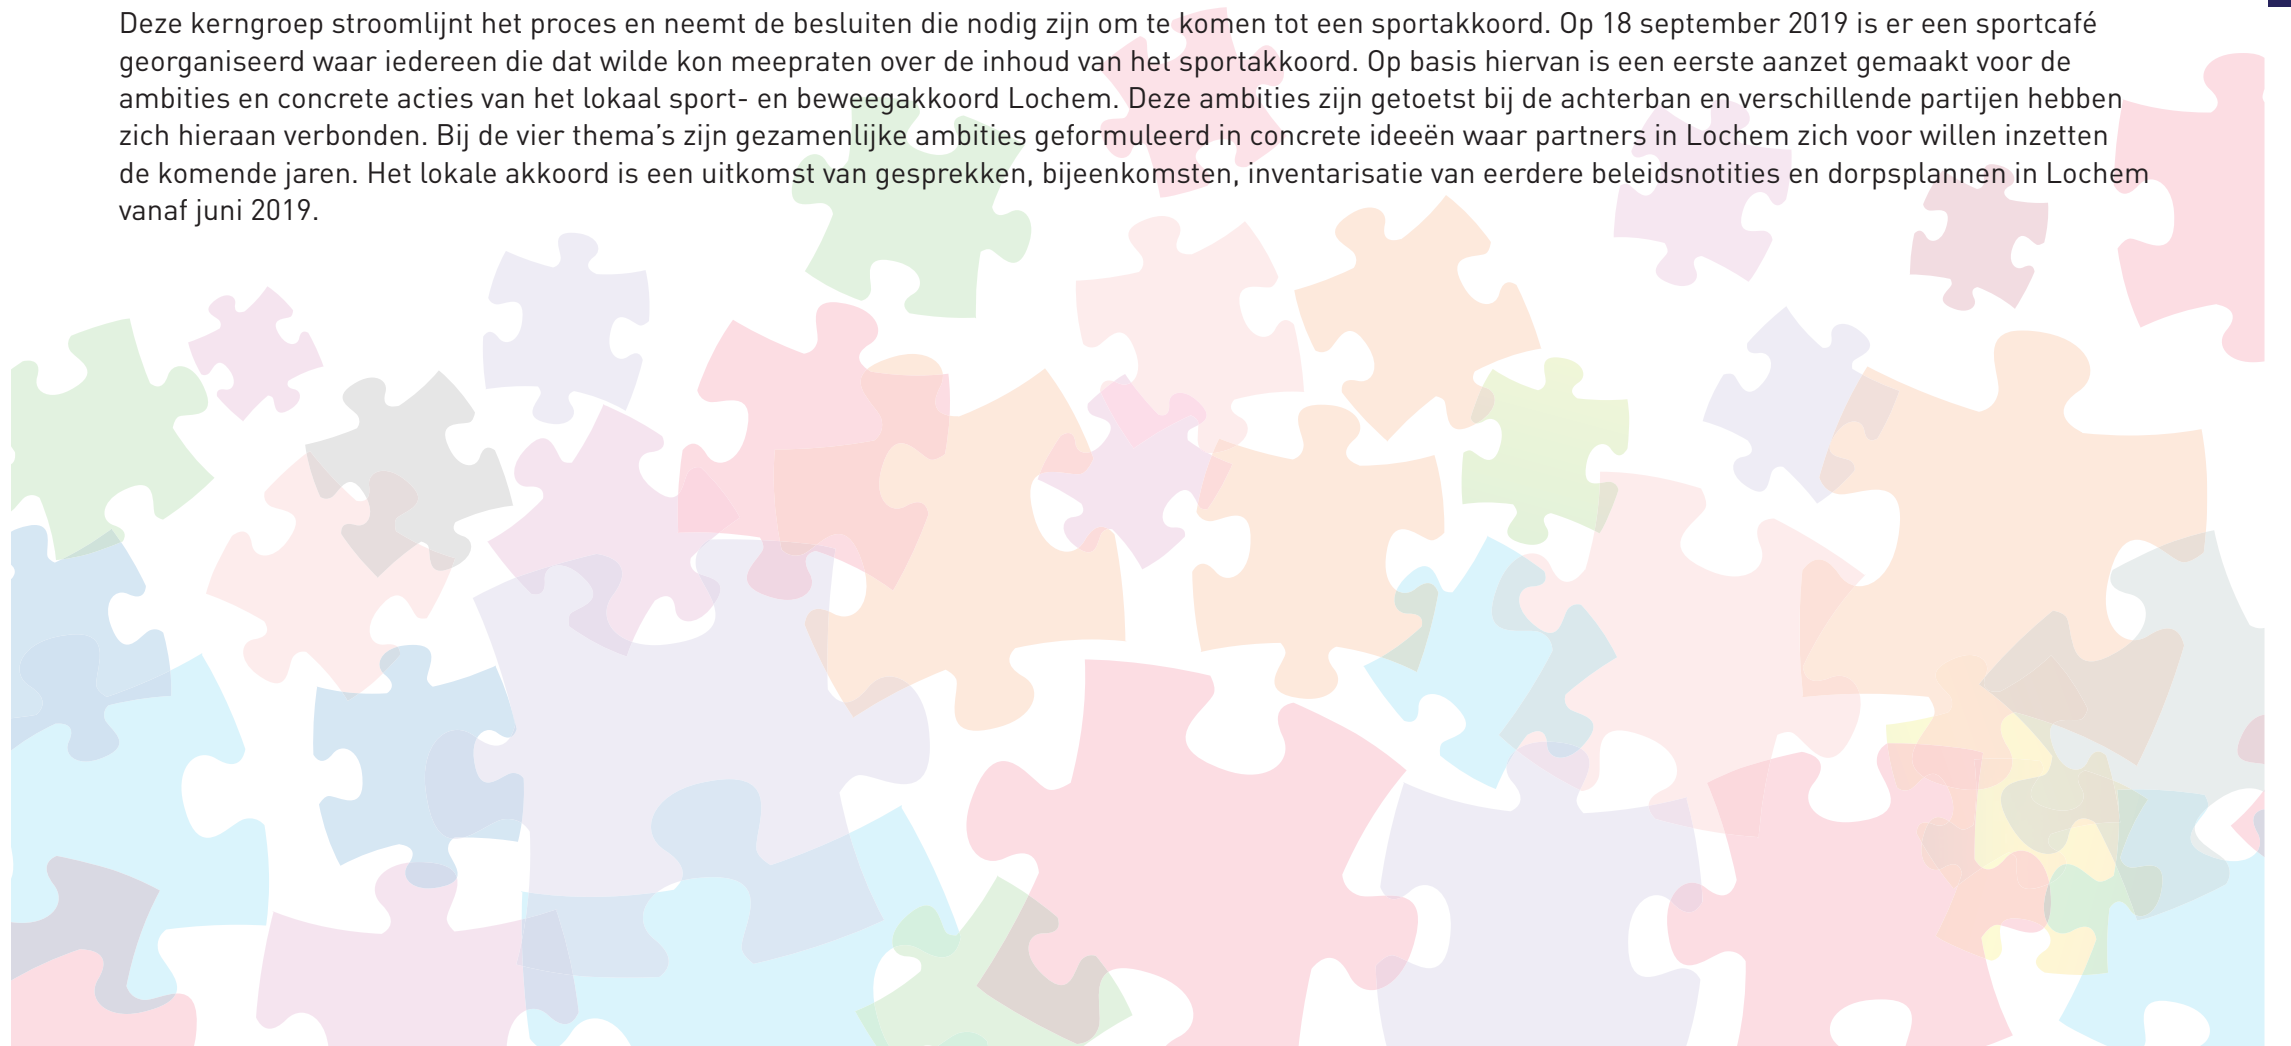 Deze kerngroep stroomlijnt het proces en neemt de besluiten die nodig zijn om te komen tot een sportakkoord. Op 18 september 2019 is er een sportcafé
georganiseerd waar iedereen die dat wilde kon meepraten over de inhoud van het sportakkoord. Op basis hiervan is een eerste aanzet gemaakt voor de
ambities en concrete acties van het lokaal sport- en beweegakkoord Lochem. Deze ambities zijn getoetst bij de achterban en verschillende partijen hebben
zich hieraan verbonden. Bij de vier thema’s zijn gezamenlijke ambities geformuleerd in concrete ideeën waar partners in Lochem zich voor willen inzetten
de komende jaren. Het lokale akkoord is een uitkomst van gesprekken, bijeenkomsten, inventarisatie van eerdere beleidsnotities en dorpsplannen in Lochem
vanaf juni 2019.